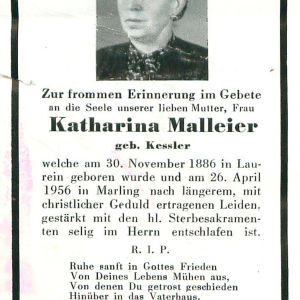 Zur frommen Erinnerung im Gebete
an die Seele unserer lieben Mutter, Frau
Katharina Malleier
geb. Kessler
welche am 30. November 1886 in Lau-
rein geboren wurde und am 26. April
1956 in Marling nach längerem, mit
christlicher Geduld ertragenen Leiden,
gestärkt mit den hl. Sterbesakramen-
ten selig im Herrn entschlafen ist.
R. I. P.
Ruhe sanft in Gottes Frieden
Von Deines Lebens Mühen aus,
Von denen Du getrost geschieden
Hinüber in das Vaterhaus.